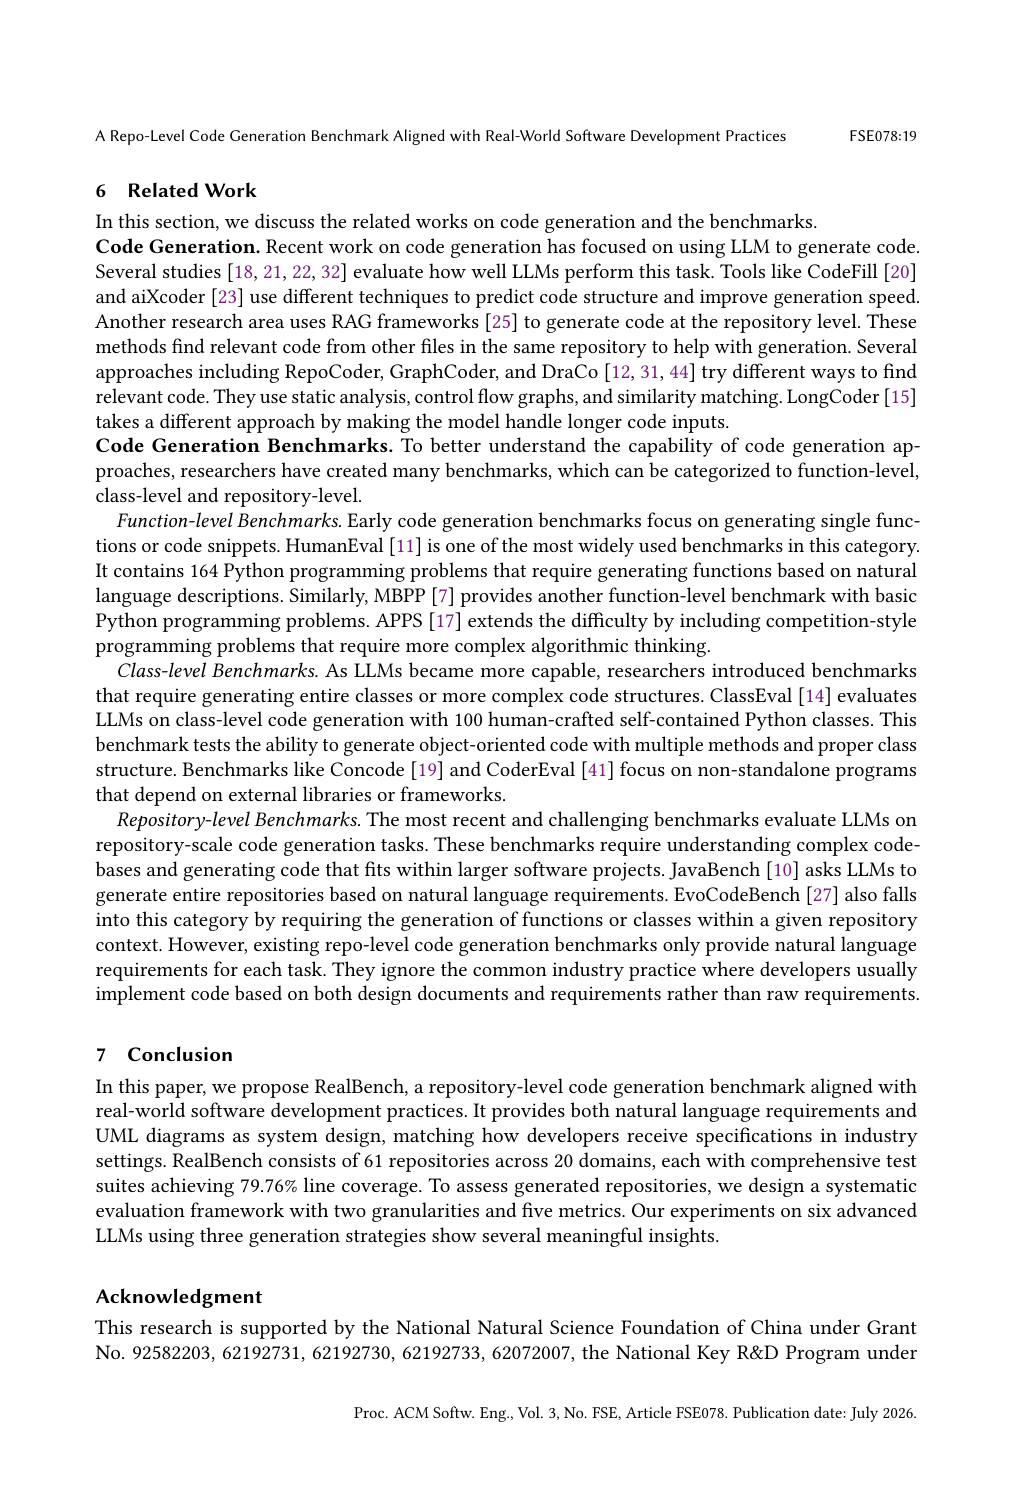 A Repo-Level Code Generation Benchmark Aligned with Real-World Software Development Practices FSE078:19
6 Related Work
In this section, we discuss the related works on code generation and the benchmarks.
Code Generation. Recent work on code generation has focused on using LLM to generate code.
Several studies [18, 21, 22, 32] evaluate how well LLMs perform this task. Tools like CodeFill [20]
and aiXcoder [23] use different techniques to predict code structure and improve generation speed.
Another research area uses RAG frameworks [25] to generate code at the repository level. These
methods find relevant code from other files in the same repository to help with generation. Several
approaches including RepoCoder, GraphCoder, and DraCo [12, 31, 44] try different ways to find
relevant code. They use static analysis, control flow graphs, and similarity matching. LongCoder [15]
takes a different approach by making the model handle longer code inputs.
Code Generation Benchmarks. To better understand the capability of code generation ap-
proaches, researchers have created many benchmarks, which can be categorized to function-level,
class-level and repository-level.
Function-level Benchmarks. Early code generation benchmarks focus on generating single func-
tions or code snippets. HumanEval [11] is one of the most widely used benchmarks in this category.
It contains 164 Python programming problems that require generating functions based on natural
language descriptions. Similarly, MBPP [7] provides another function-level benchmark with basic
Python programming problems. APPS [17] extends the difficulty by including competition-style
programming problems that require more complex algorithmic thinking.
Class-level Benchmarks. As LLMs became more capable, researchers introduced benchmarks
that require generating entire classes or more complex code structures. ClassEval [14] evaluates
LLMs on class-level code generation with 100 human-crafted self-contained Python classes. This
benchmark tests the ability to generate object-oriented code with multiple methods and proper class
structure. Benchmarks like Concode [19] and CoderEval [41] focus on non-standalone programs
that depend on external libraries or frameworks.
Repository-level Benchmarks. The most recent and challenging benchmarks evaluate LLMs on
repository-scale code generation tasks. These benchmarks require understanding complex code-
bases and generating code that fits within larger software projects. JavaBench [10] asks LLMs to
generate entire repositories based on natural language requirements. EvoCodeBench [27] also falls
into this category by requiring the generation of functions or classes within a given repository
context. However, existing repo-level code generation benchmarks only provide natural language
requirements for each task. They ignore the common industry practice where developers usually
implement code based on both design documents and requirements rather than raw requirements.
7 Conclusion
In this paper, we propose RealBench, a repository-level code generation benchmark aligned with
real-world software development practices. It provides both natural language requirements and
UML diagrams as system design, matching how developers receive specifications in industry
settings. RealBench consists of 61 repositories across 20 domains, each with comprehensive test
suites achieving 79.76% line coverage. To assess generated repositories, we design a systematic
evaluation framework with two granularities and five metrics. Our experiments on six advanced
LLMs using three generation strategies show several meaningful insights.
Acknowledgment
This research is supported by the National Natural Science Foundation of China under Grant
No. 92582203, 62192731, 62192730, 62192733, 62072007, the National Key R&D Program under
Proc. ACM Softw. Eng., Vol. 3, No. FSE, Article FSE078. Publication date: July 2026.